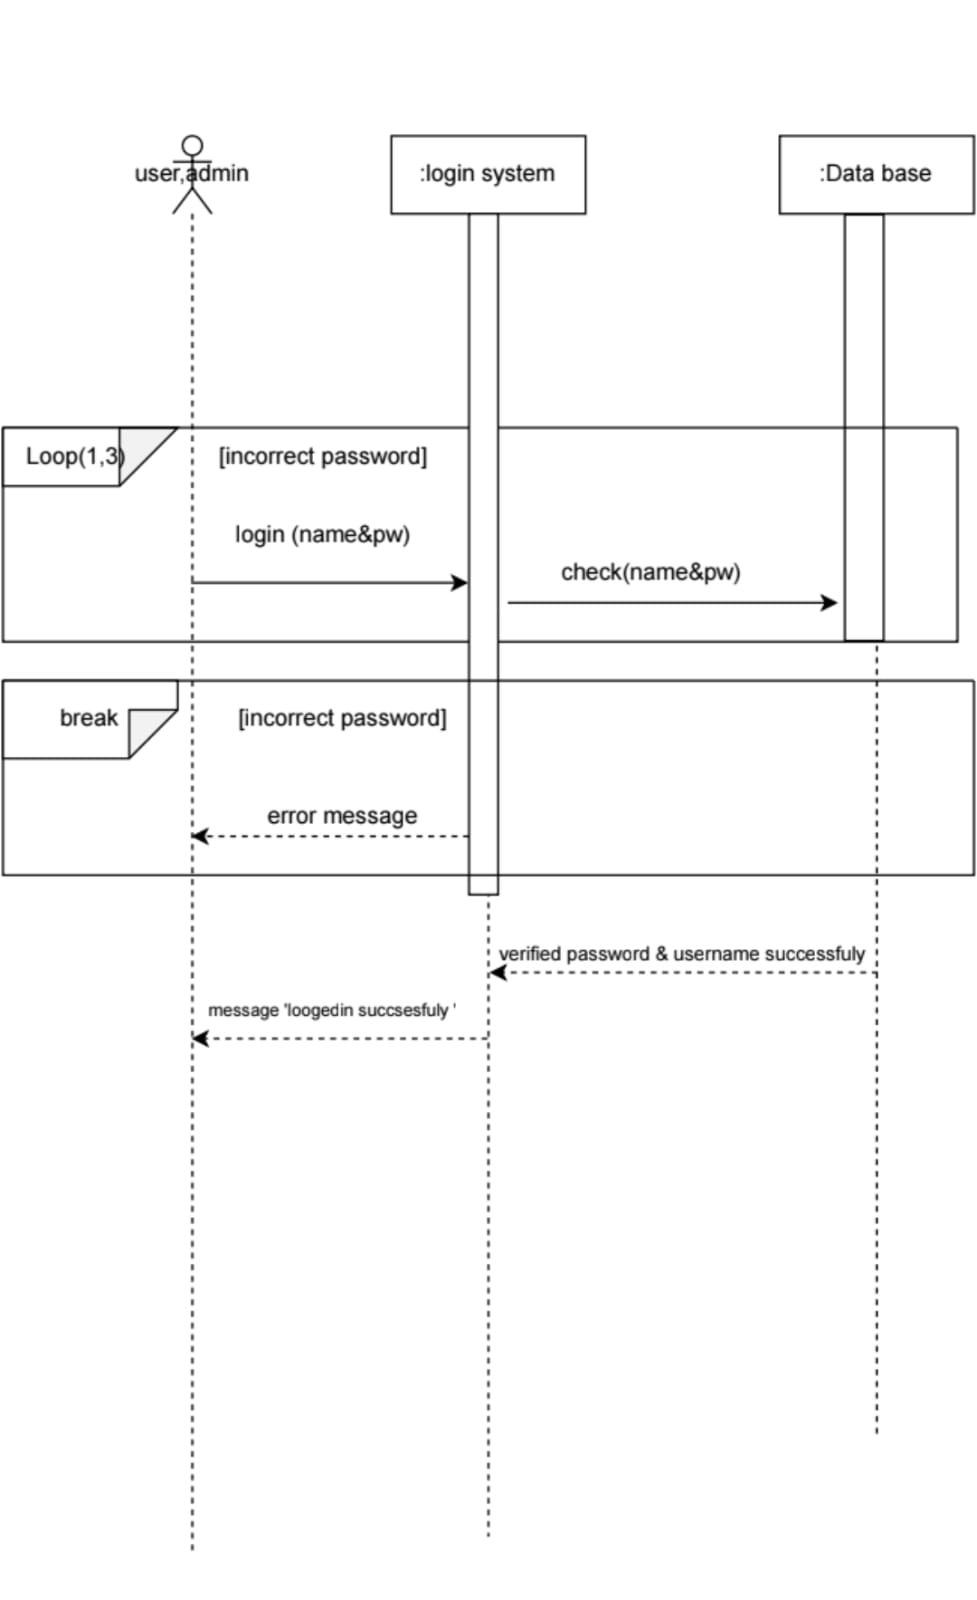 user,admin
:login system
:Data base
Loop(1,3)
[incorrect password]
login (name&pw)
check(name&pw)
break
[incorrect password]
error message
verified password & username successfuly
message 'loogedin succsesfuly '